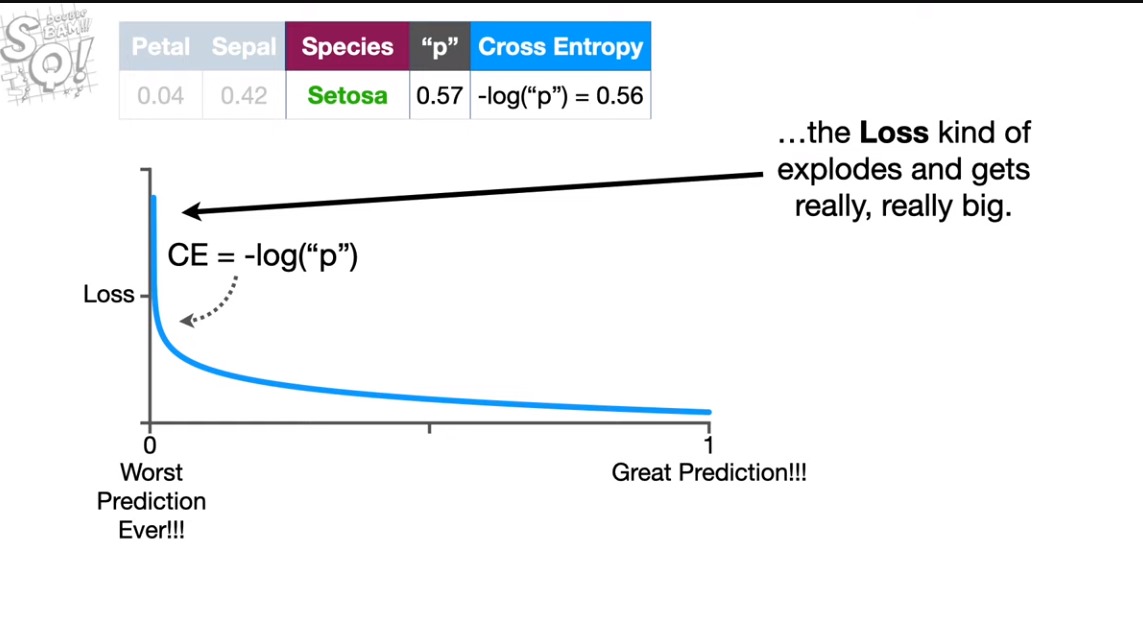 DOUBLE
BAM!!!
SQ!
Petal Sepal Species “p” Cross Entropy
0.04 0.42 Setosa 0.57 -log(“p”) = 0.56
…the Loss kind of
explodes and gets
really, really big.
CE = -log(“p”)
Loss
0 1
Worst Great Prediction!!!
Prediction
Ever!!!